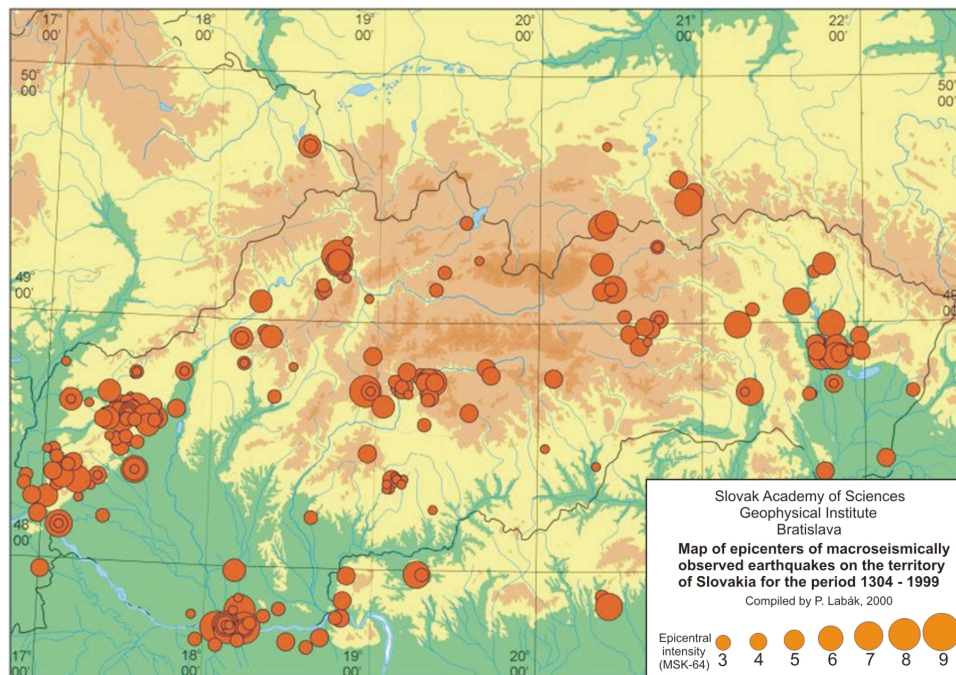 17° 18° 19° 20° 21° 22°
00' 00' 00' 00' 00' 00'
50° 50°
00' 00'
49° 49
00' 00'
48°
00'
Slovak Academy of Sciences
Geophysical Institute
Bratislava
Map of epicenters of macroseismically
observed earthquakes on the territory
of Slovakia for the period 1304 - 1999
Compiled by P. Labák, 2000
Epicentral
intensity
(MSK-64)
3 4 5 6 7 8 9
17° 18° 19° 20°
00' 00' 00' 00'